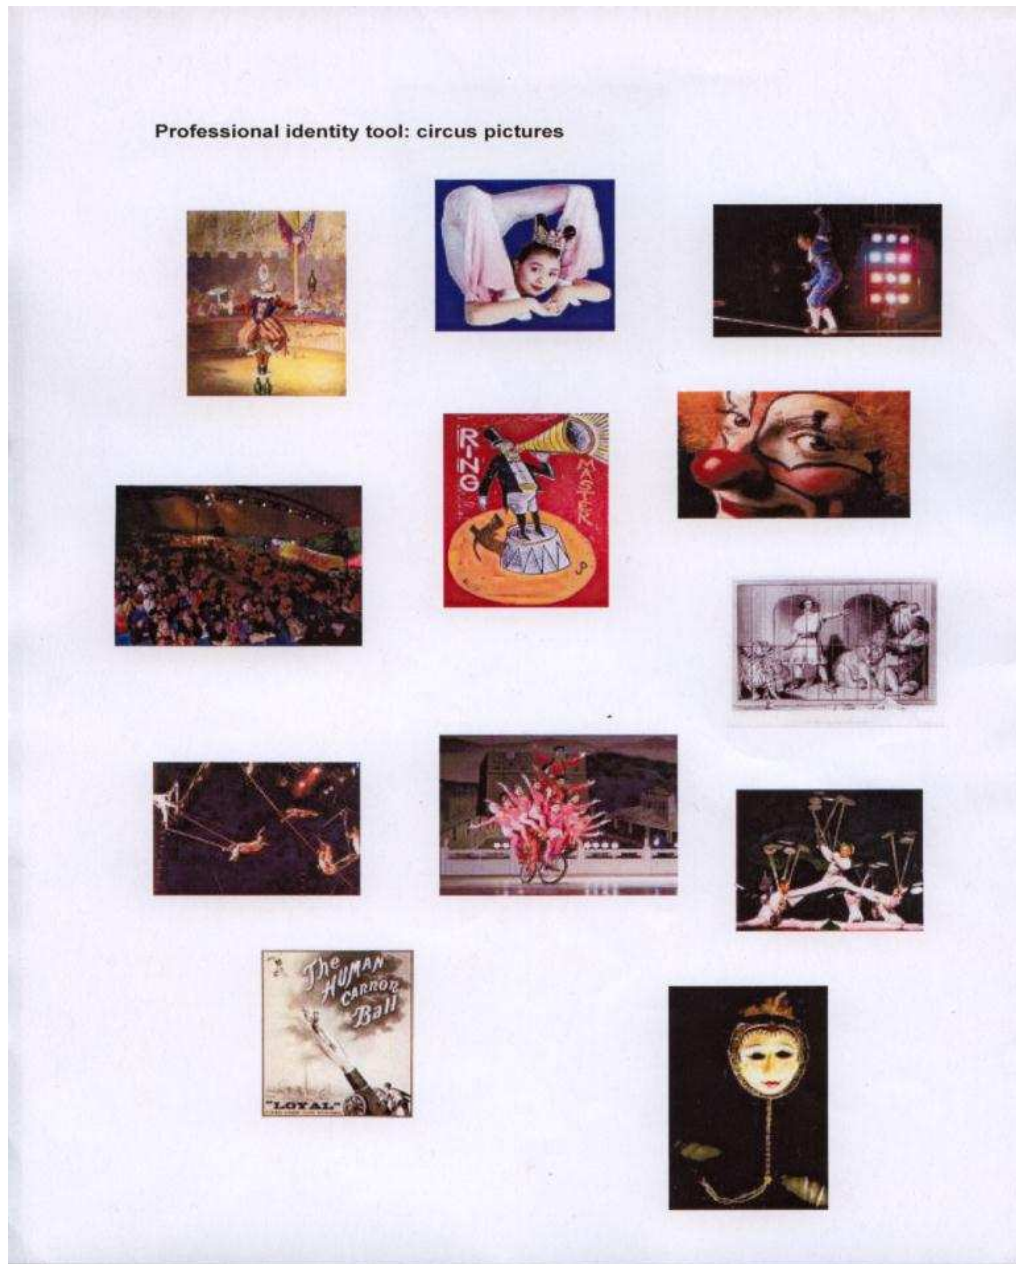 Professional identity tool: circus pictures
RING
MASTER
The
HUMAN
CANNON
Ball
"LOYAL"